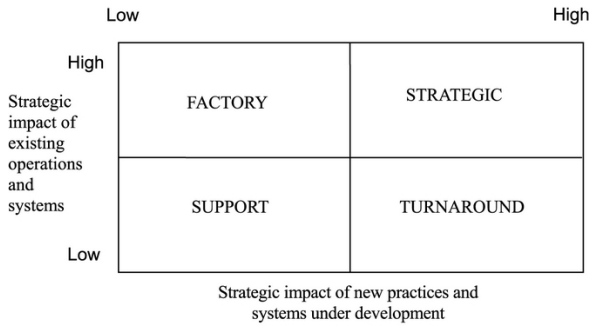 Low
High
High
Strategic
impact of
existing
operations
and
systems
FACTORY
STRATEGIC
SUPPORT
TURNAROUND
Low
Strategic impact of new practices and
systems under development